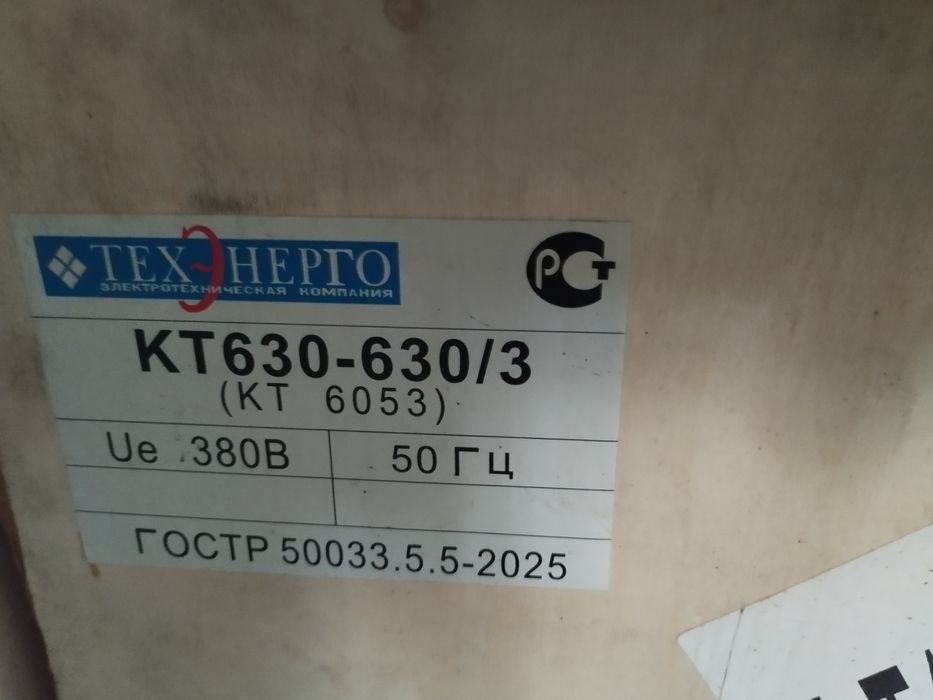 ТЕХЭНЕРГО
ЭЛЕКТРОТЕХНИЧЕСКАЯ КОМПАНИЯ
РСТ
КТ630-630/3
(КТ 6053)
Ue 380В
50 Гц
ГОСТР 50033.5.5-2025